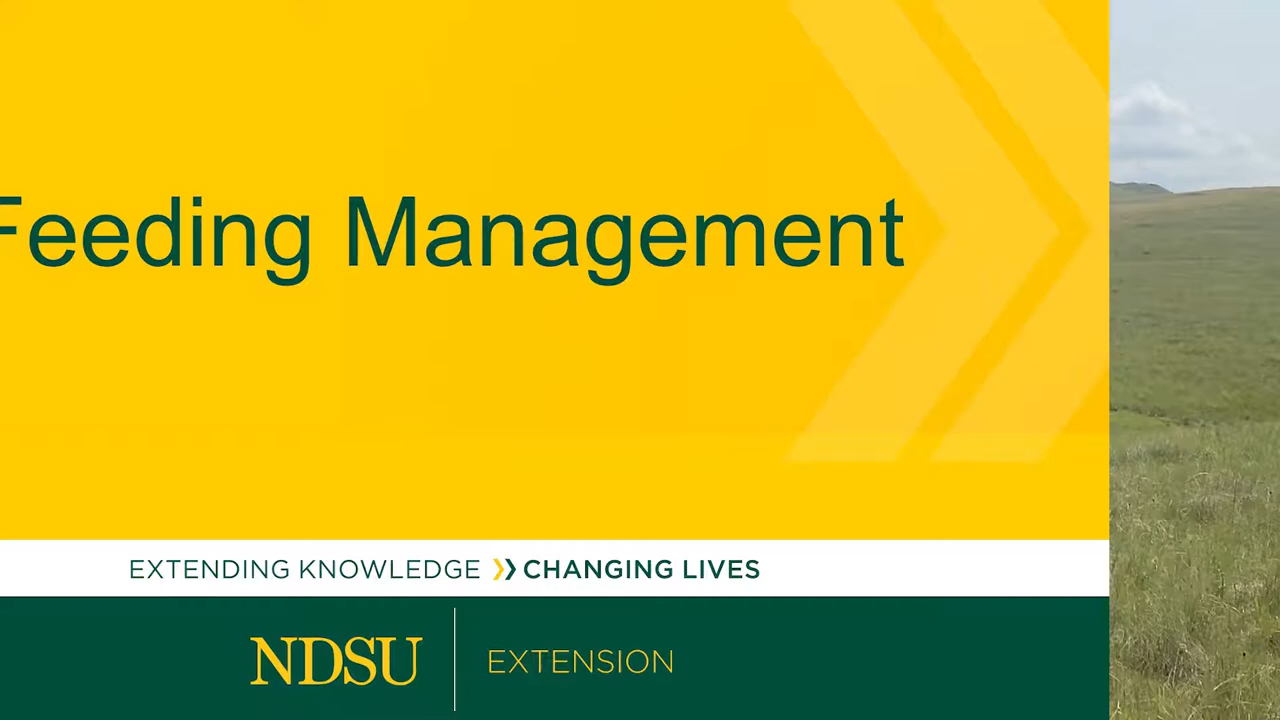 Feeding Management
EXTENDING KNOWLEDGE CHANGING LIVES
NDSU EXTENSION